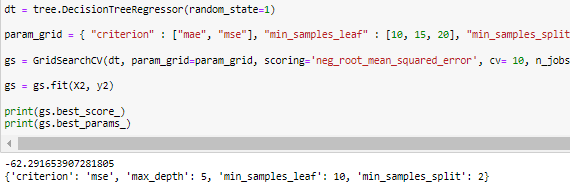 dt = tree.DecisionTreeRegressor(random_state=1)
param_grid = { "criterion" : ["mae", "mse"], "min_samples_leaf" : [10, 15, 20], "min_samples_split
gs = GridSearchCV(dt, param_grid=param_grid, scoring='neg_root_mean_squared_error', cv= 10, n_jobs
gs = gs.fit(X2, y2)
print(gs.best_score_)
print(gs.best_params_)
-62.291653907281805
{'criterion': 'mse', 'max_depth': 5, 'min_samples_leaf': 10, 'min_samples_split': 2}